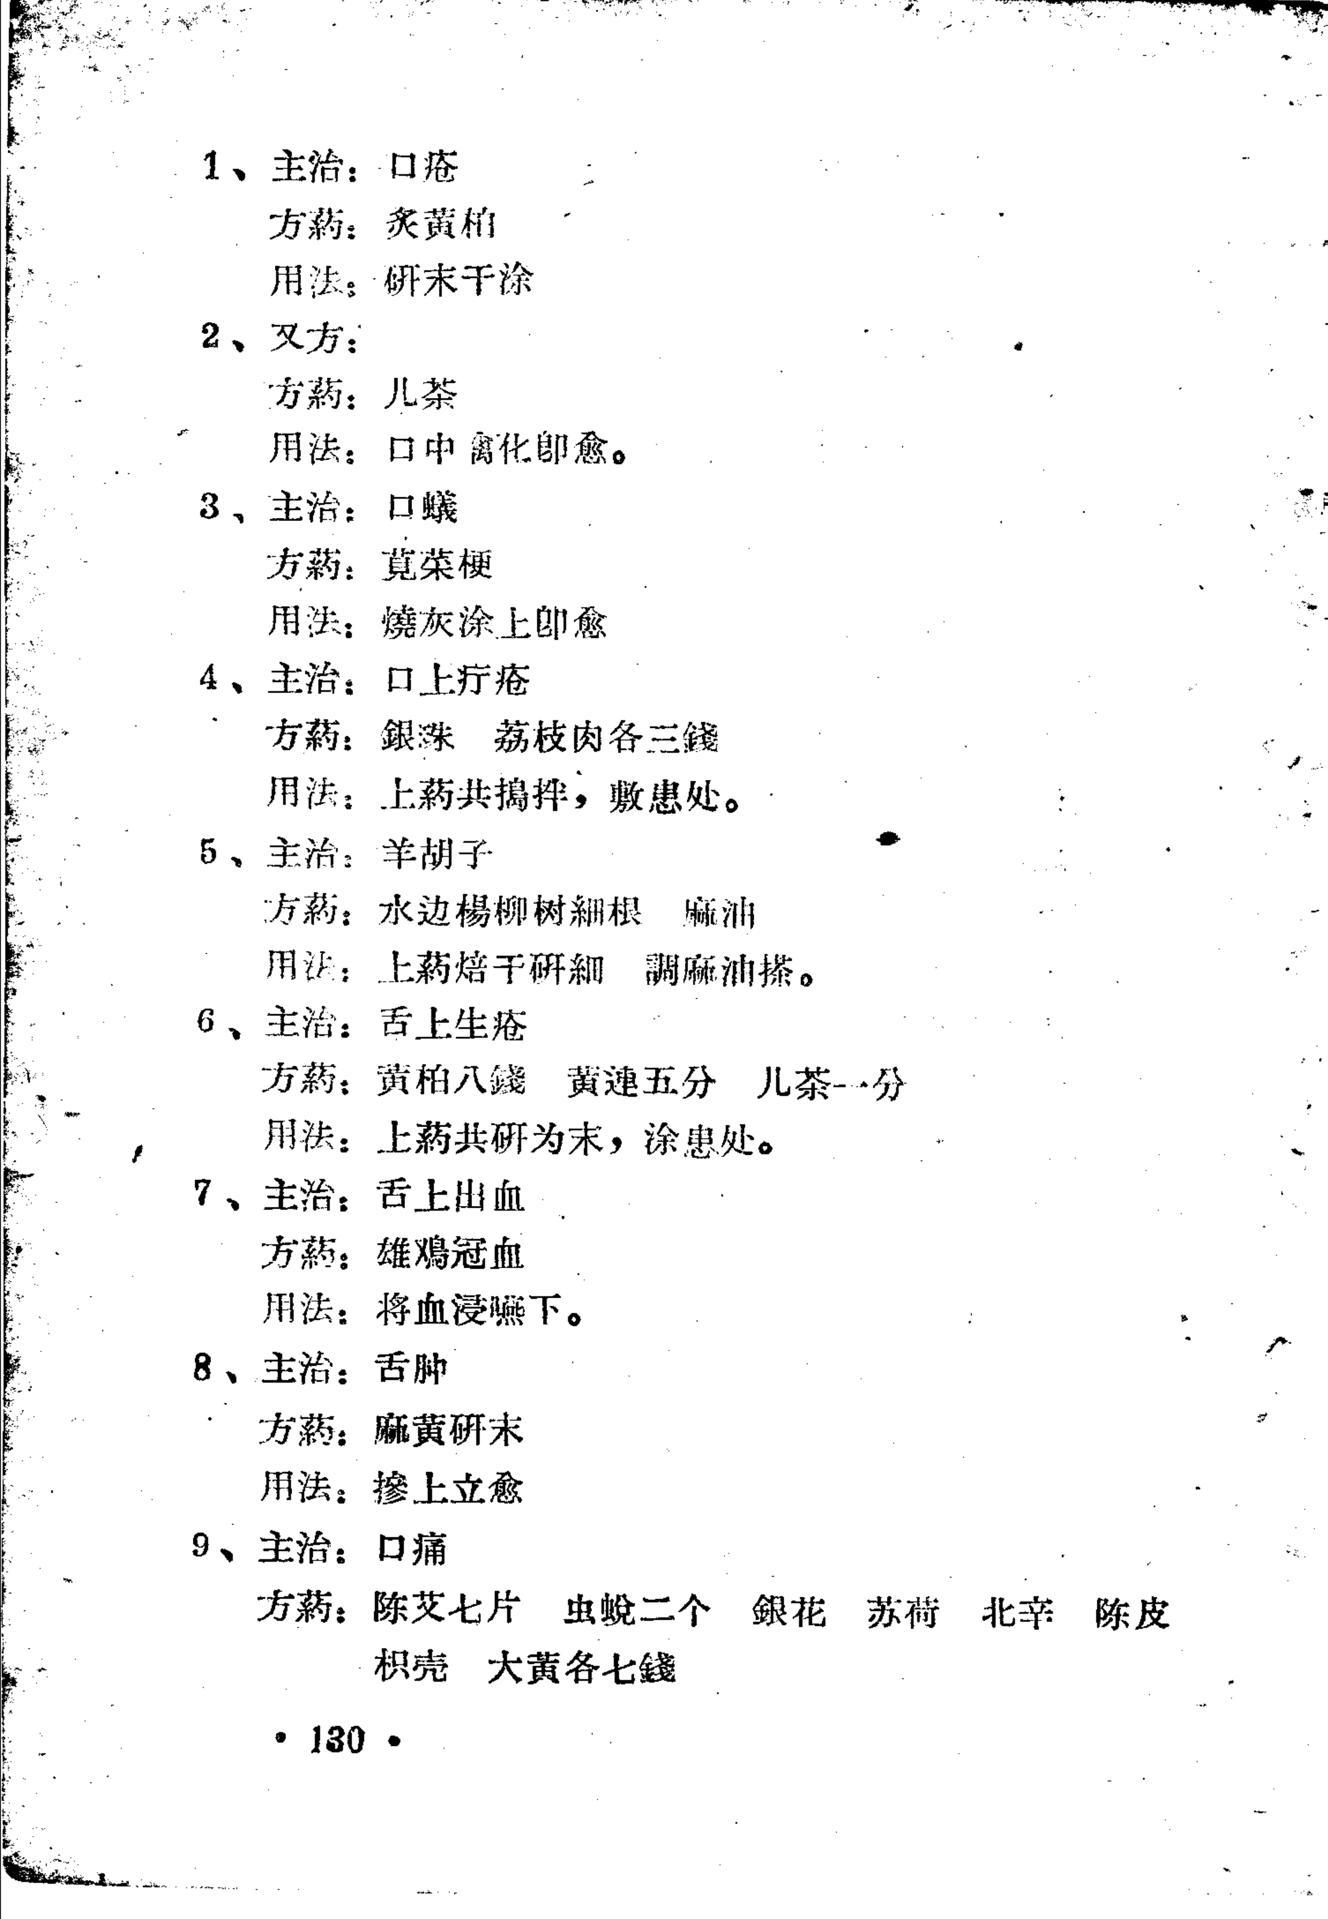 1、主治：口疮
方葯：炙黄柏
用法：研末干涂
2、又方：
方葯：儿茶
用法：口中噙化卽愈。
3、主治：口蟻
方葯：莧菜梗
用法：燒灰涂上卽愈
4、主治：口上疔疮
方葯：銀洙　荔枝肉各三錢
用法：上葯共搗拌，敷患处。
5、主治：羊胡子
方葯：水边楊柳树細根　麻油
用法：上葯焙干研細　調麻油搽。
6、主治：舌上生疮
方葯：黄柏八錢　黄連五分　儿茶一分
用法：上葯共研为末，涂患处。
7、主治：舌上出血
方葯：雄鷄冠血
用法：将血浸嚥下。
8、主治：舌肿
方葯：麻黄研末
用法：摻上立愈
9、主治：口痛
方葯：陈艾七片　虫蛻二个　銀花　苏荷　北辛　陈皮
枳壳　大黄各七錢
• 130 •